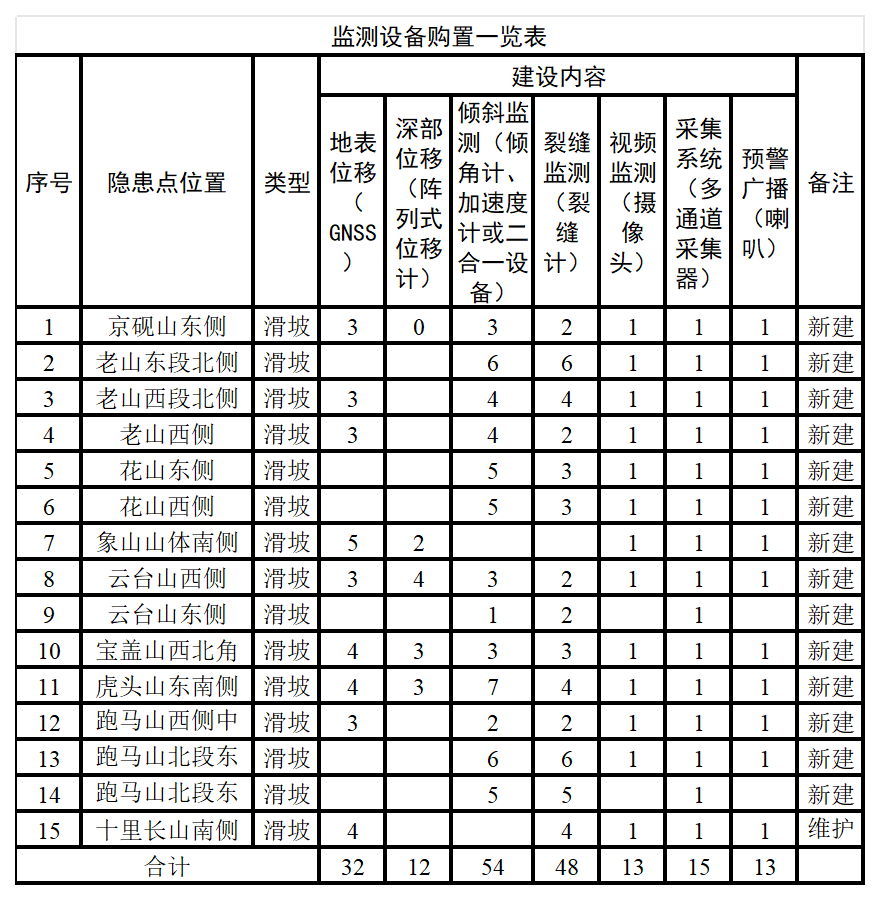 监测设备购置一览表
序号 隐患点位置 类型 建设内容 备注
地表位移（GNSS） 深部位移（阵列式位移计） 倾斜监测（倾角计、加速度计或二合一设备） 裂缝监测（裂缝计） 视频监测（摄像头） 采集系统（多通道采集器） 预警广播（喇叭）
1 京砚山东侧 滑坡 3 0 3 2 1 1 1 新建
2 老山东段北侧 滑坡 6 6 1 1 1 新建
3 老山西段北侧 滑坡 3 4 4 1 1 1 新建
4 老山西侧 滑坡 3 4 2 1 1 1 新建
5 花山东侧 滑坡 5 3 1 1 1 新建
6 花山西侧 滑坡 5 3 1 1 1 新建
7 象山山体南侧 滑坡 5 2 1 1 1 新建
8 云台山西侧 滑坡 3 4 3 2 1 1 1 新建
9 云台山东侧 滑坡 1 2 1 新建
10 宝盖山西北角 滑坡 4 3 3 3 1 1 1 新建
11 虎头山东南侧 滑坡 4 3 7 4 1 1 1 新建
12 跑马山西侧中 滑坡 3 2 2 1 1 1 新建
13 跑马山北段东 滑坡 6 6 1 1 1 新建
14 跑马山北段东 滑坡 5 5 1 新建
15 十里长山南侧 滑坡 4 4 1 1 1 维护
合计 32 12 54 48 13 15 13